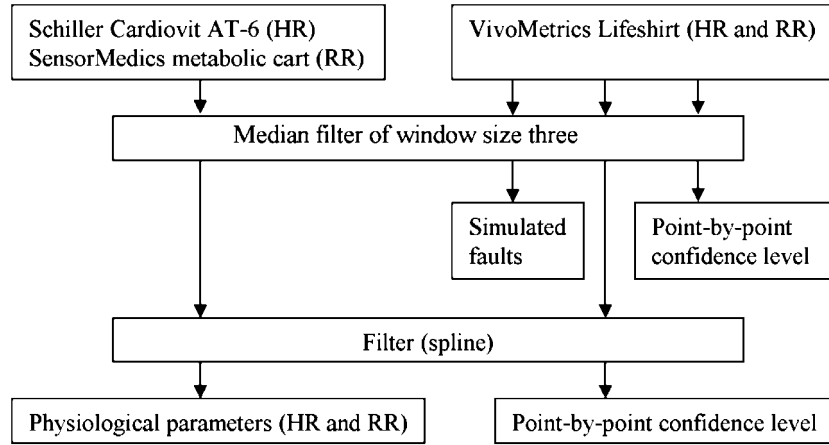 Schiller Cardiovit AT-6 (HR)
SensorMedics metabolic cart (RR)
VivoMetrics Lifeshirt (HR and RR)
Median filter of window size three
Simulated
faults
Point-by-point
confidence level
Filter (spline)
Physiological parameters (HR and RR)
Point-by-point confidence level